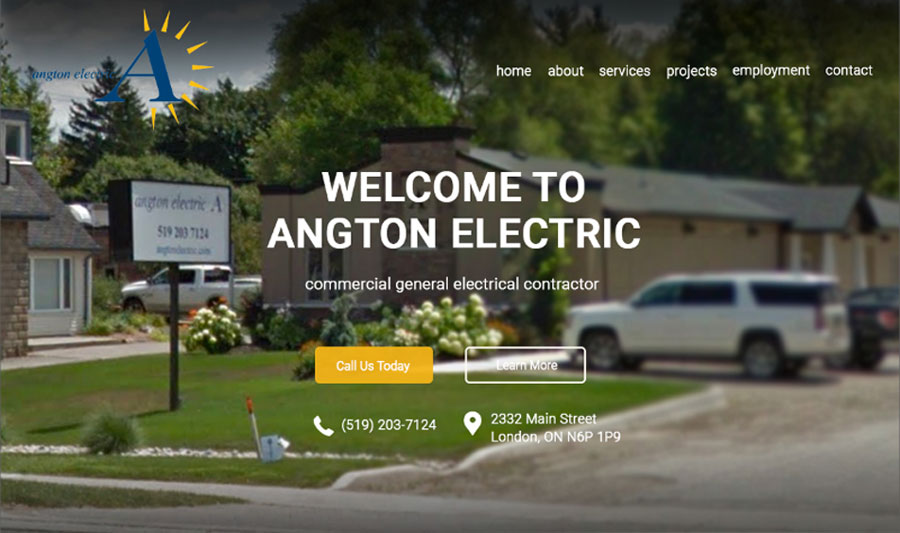 angton electric A
home about services projects employment contact
WELCOME TO
ANGTON ELECTRIC
angton electric A
519 203 7124
angtonelectric.com
commercial general electrical contractor
Call Us Today Learn More
(519) 203-7124
2332 Main Street
London, ON N6P 1P9